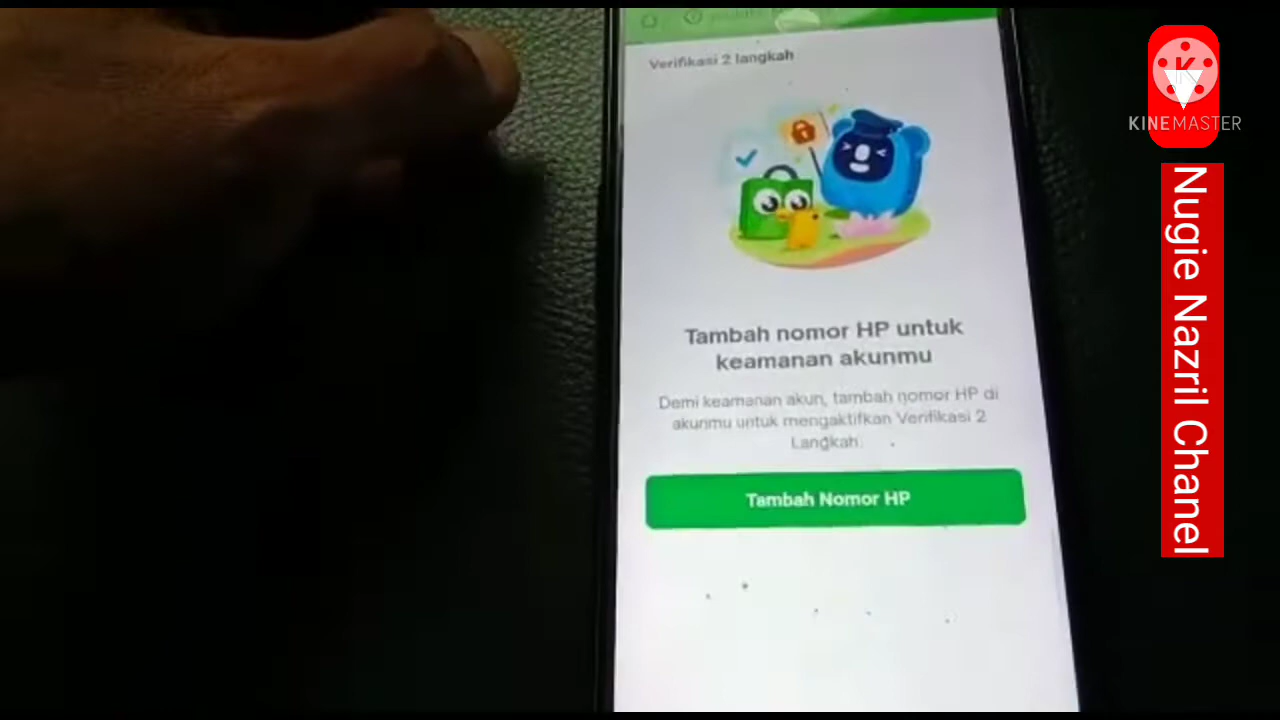 Verifikasi 2 langkah
Tambah nomor HP untuk
keamanan akunmu
Demi keamanan akun, tambah nomor HP di
akunmu untuk mengaktifkan Verifikasi 2
Langkah.
Tambah Nomor HP
K
KINEMASTER
Nugie Nazril Chanel